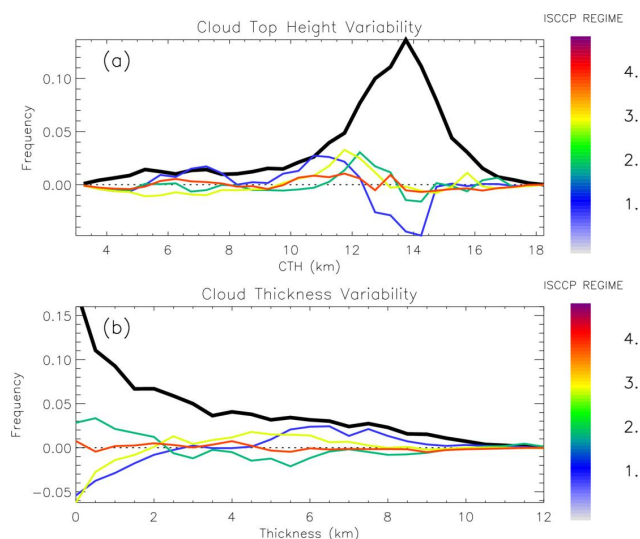 Cloud Top Height Variability
ISCCP REGIME
(a)
0.10
0.05
0.00
Frequency
4 6 8 10 12 14 16 18
CTH (km)
4.
3.
2.
1.
Cloud Thickness Variability
ISCCP REGIME
(b)
0.15
0.10
0.05
0.00
−0.05
Frequency
0 2 4 6 8 10 12
Thickness (km)
4.
3.
2.
1.